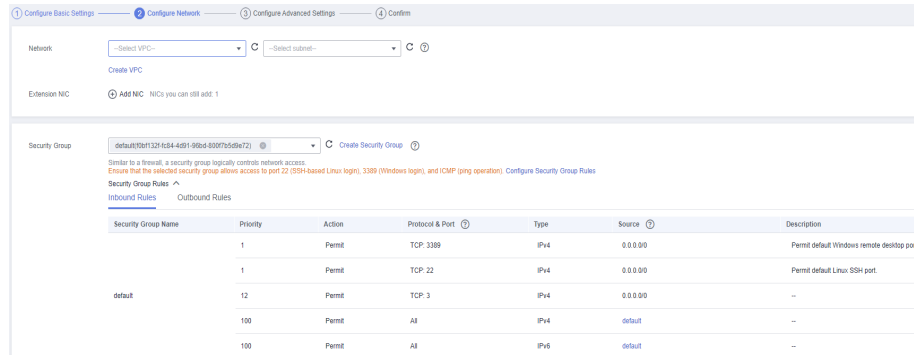 1 Configure Basic Settings 2 Configure Network 3 Configure Advanced Settings 4 Confirm
Network --Select VPC-- --Select subnet--
Create VPC
Extension NIC Add NIC NICs you can still add: 1
Security Group default(f0bf132f-fc84-4d91-96bd-800f7b5d9e72) Create Security Group
Similar to a firewall, a security group logically controls network access.
Ensure that the selected security group allows access to port 22 (SSH-based Linux login), 3389 (Windows login), and ICMP (ping operation). Configure Security Group Rules
Security Group Rules
Inbound Rules Outbound Rules
Security Group Name Priority Action Protocol & Port Type Source Description
1 Permit TCP: 3389 IPv4 0.0.0.0/0 Permit default Windows remote desktop por
1 Permit TCP: 22 IPv4 0.0.0.0/0 Permit default Linux SSH port.
default 12 Permit TCP: 3 IPv4 0.0.0.0/0 --
100 Permit All IPv4 default --
100 Permit All IPv6 default --